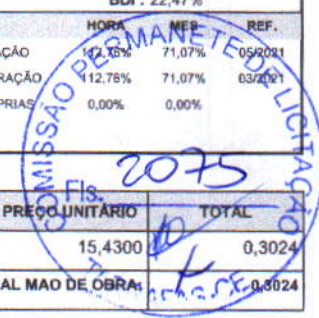 BDI: 22,47%
HORA MES REF.
AÇÃO 112,76% 71,07% 05/2021
RAÇÃO 112,76% 71,07% 03/2021
PRIAS 0,00% 0,00%
COMISSÃO PERMANETE DE LICITAÇÃO
Fls. 2075
PREÇO UNITÁRIO TOTAL
15,4300 0,3024
AL MAO DE OBRA: 0,3024